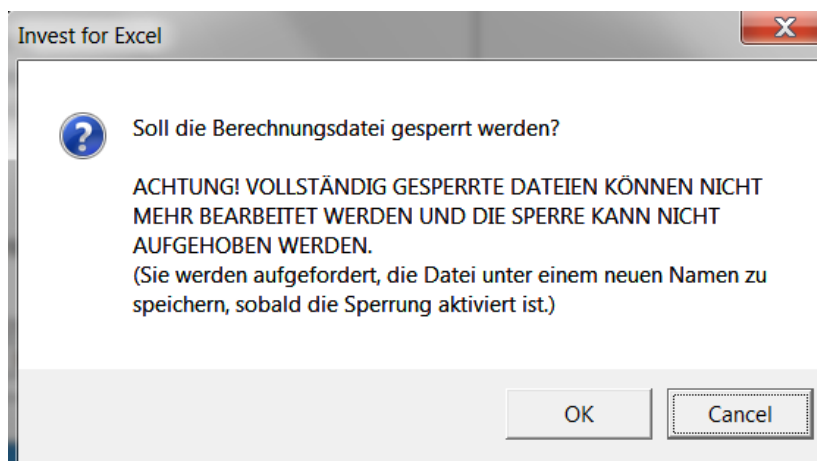 Invest for Excel
Soll die Berechnungsdatei gesperrt werden?
ACHTUNG! VOLLSTÄNDIG GESPERRTE DATEIEN KÖNNEN NICHT
MEHR BEARBEITET WERDEN UND DIE SPERRE KANN NICHT
AUFGEHOBEN WERDEN.
(Sie werden aufgefordert, die Datei unter einem neuen Namen zu
speichern, sobald die Sperrung aktiviert ist.)
OK
Cancel